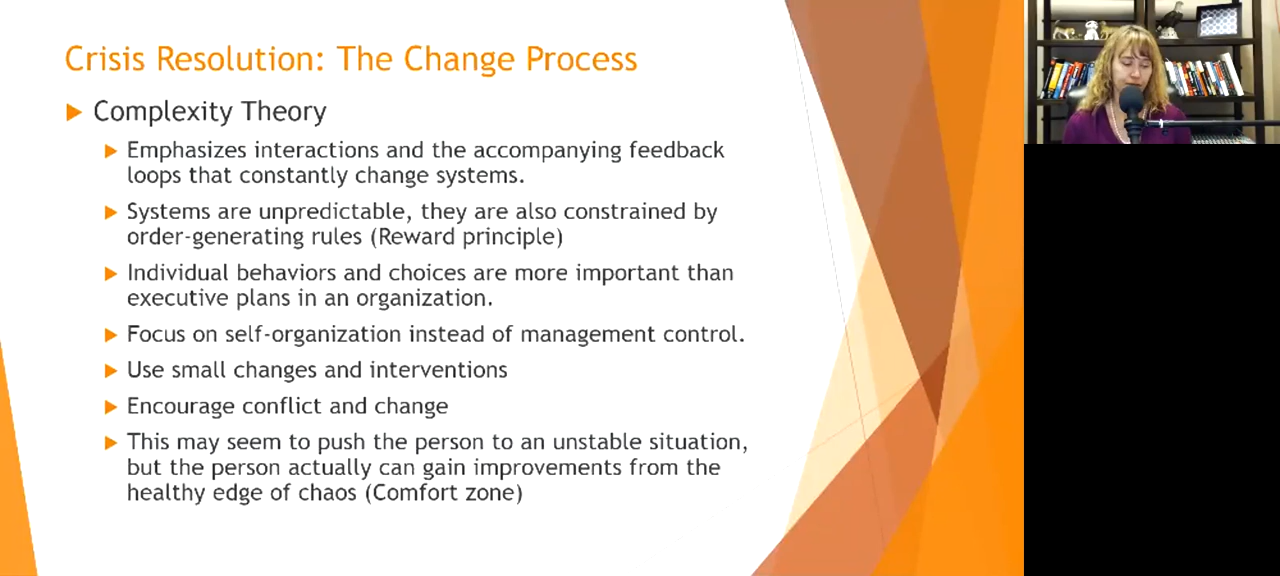 Crisis Resolution: The Change Process
Complexity Theory
Emphasizes interactions and the accompanying feedback
loops that constantly change systems.
Systems are unpredictable, they are also constrained by
order-generating rules (Reward principle)
Individual behaviors and choices are more important than
executive plans in an organization.
Focus on self-organization instead of management control.
Use small changes and interventions
Encourage conflict and change
This may seem to push the person to an unstable situation,
but the person actually can gain improvements from the
healthy edge of chaos (Comfort zone)